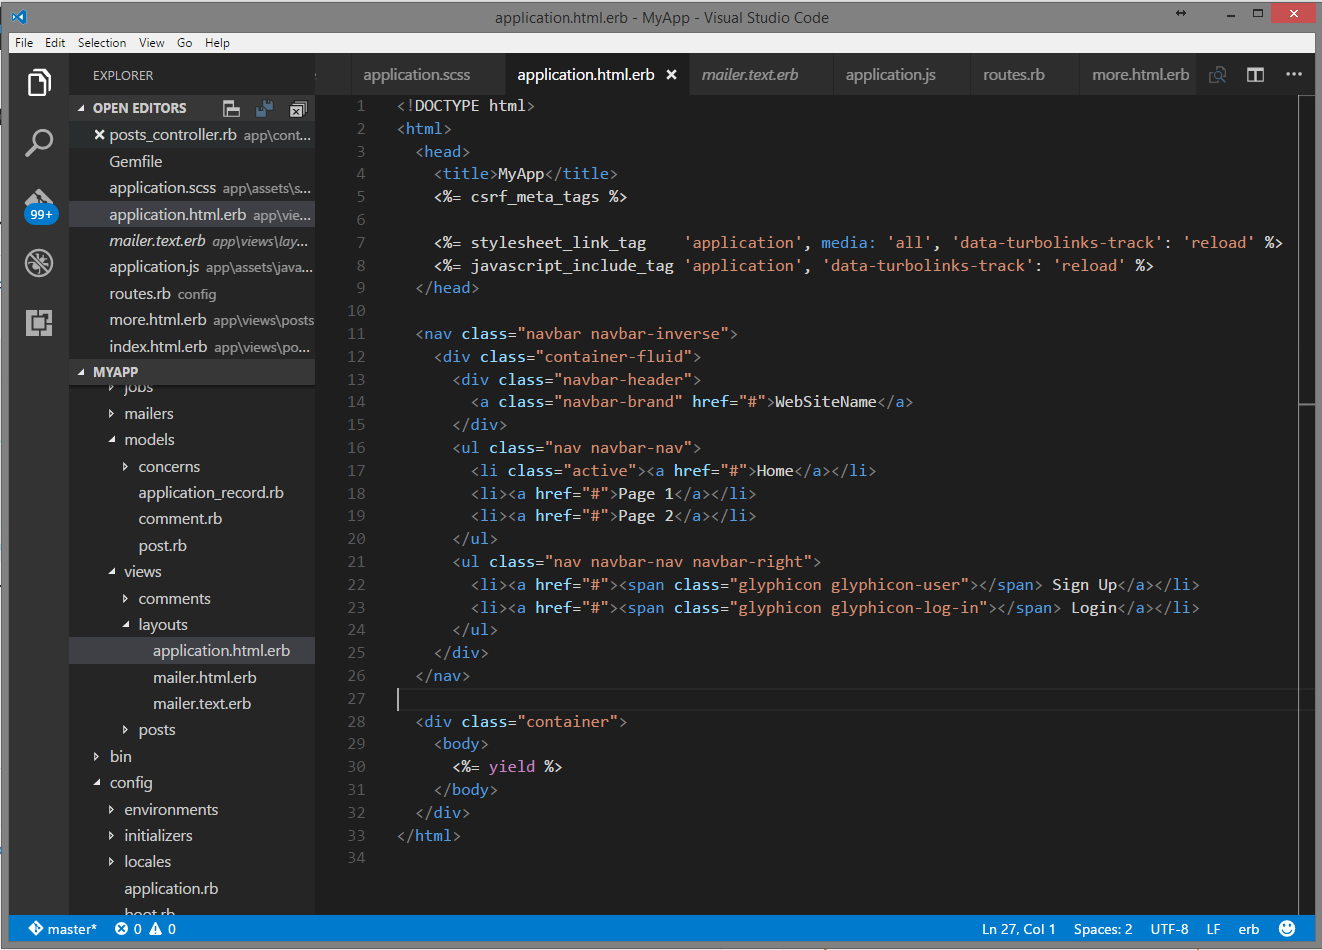 application.html.erb - MyApp - Visual Studio Code
File Edit Selection View Go Help
EXPLORER
application.scss application.html.erb mailer.text.erb application.js routes.rb more.html.erb
OPEN EDITORS
posts_controller.rb app\cont...
Gemfile
application.scss app\assets\s...
application.html.erb app\vie...
mailer.text.erb app\views\lay...
application.js app\assets\java...
routes.rb config
more.html.erb app\views\posts
index.html.erb app\views\po...
99+
MYAPP
jobs
mailers
models
concerns
application_record.rb
comment.rb
post.rb
views
comments
layouts
application.html.erb
mailer.html.erb
mailer.text.erb
posts
bin
config
environments
initializers
locales
application.rb
boot.rb
1 <!DOCTYPE html>
2 <html>
3   <head>
4     <title>MyApp</title>
5     <%= csrf_meta_tags %>
6
7     <%= stylesheet_link_tag    'application', media: 'all', 'data-turbolinks-track': 'reload' %>
8     <%= javascript_include_tag 'application', 'data-turbolinks-track': 'reload' %>
9   </head>
10
11   <nav class="navbar navbar-inverse">
12     <div class="container-fluid">
13       <div class="navbar-header">
14         <a class="navbar-brand" href="#">WebSiteName</a>
15       </div>
16       <ul class="nav navbar-nav">
17         <li class="active"><a href="#">Home</a></li>
18         <li><a href="#">Page 1</a></li>
19         <li><a href="#">Page 2</a></li>
20       </ul>
21       <ul class="nav navbar-nav navbar-right">
22         <li><a href="#"><span class="glyphicon glyphicon-user"></span> Sign Up</a></li>
23         <li><a href="#"><span class="glyphicon glyphicon-log-in"></span> Login</a></li>
24       </ul>
25     </div>
26   </nav>
27
28   <div class="container">
29     <body>
30       <%= yield %>
31     </body>
32   </div>
33 </html>
34
master* 0 0 Ln 27, Col 1 Spaces: 2 UTF-8 LF erb